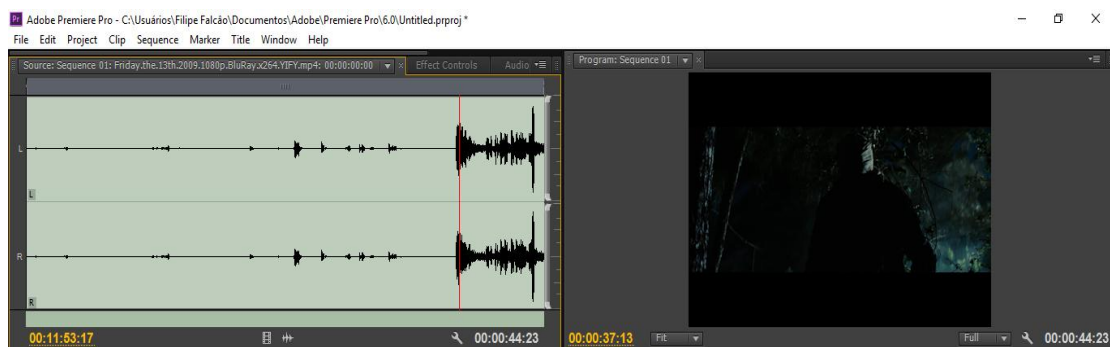 Pr Adobe Premiere Pro - C:\Usuários\Filipe Falcão\Documentos\Adobe\Premiere Pro\6.0\Untitled.prproj *
File Edit Project Clip Sequence Marker Title Window Help
Source: Sequence 01: Friday.the.13th.2009.1080p.BluRay.x264.YIFY.mp4: 00:00:00:00 Effect Controls Audio
Program: Sequence 01
L
L
R
R
00:11:53:17 00:00:44:23
00:00:37:13 Fit Full 00:00:44:23